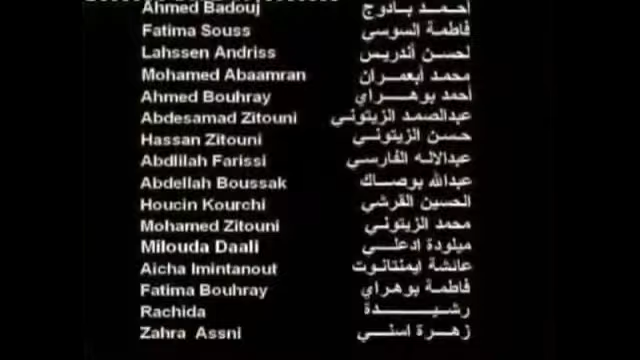 Ahmed Badouj أحمد بادوج
Fatima Souss فاطمة السوسي
Lahssen Andriss لحسن أندريس
Mohamed Abaamran محمد أبعمران
Ahmed Bouhray أحمد بوهراي
Abdesamad Zitouni عبدالصمد الزيتوني
Hassan Zitouni حسن الزيتوني
Abdlilah Farissi عبدالاله الفارسي
Abdellah Boussak عبدالله بوصاك
Houcin Kourchi الحسين القرشي
Mohamed Zitouni محمد الزيتوني
Milouda Daali ميلودة ادعلي
Aicha Imintanout عائشة ايمنتانوت
Fatima Bouhray فاطمة بوهراي
Rachida رشيدة
Zahra Assni زهرة اسني